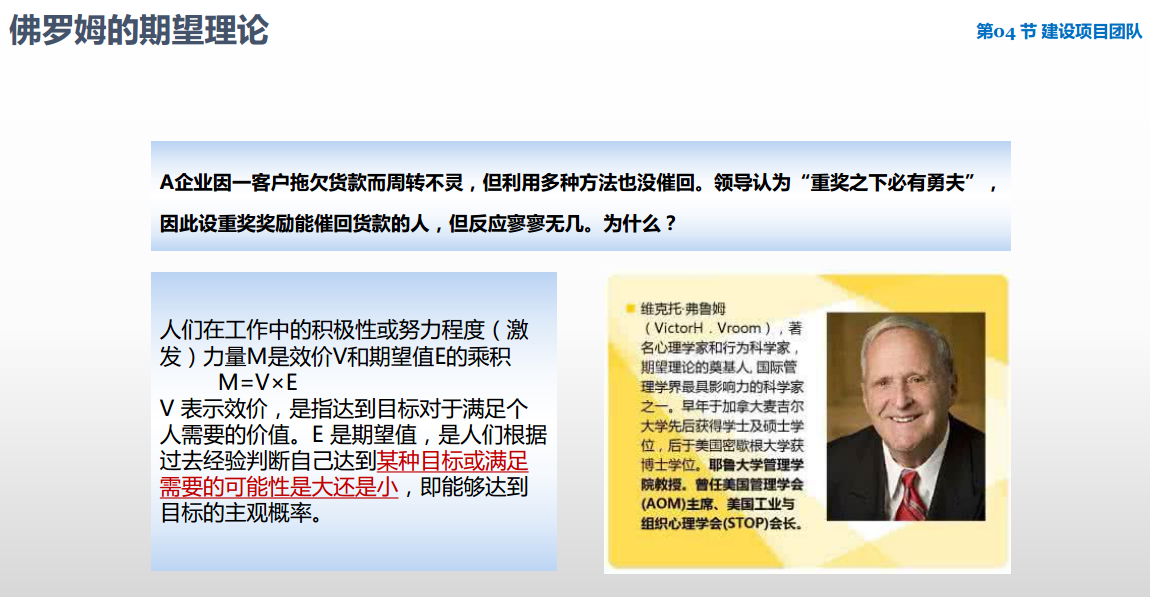 佛罗姆的期望理论
第04 节 建设项目团队
A企业因一客户拖欠货款而周转不灵，但利用多种方法也没催回。领导认为“重奖之下必有勇夫”，
因此设重奖奖励能催回货款的人，但反应寥寥无几。为什么？
人们在工作中的积极性或努力程度（激
发）力量M是效价V和期望值E的乘积
M=V×E
V 表示效价，是指达到目标对于满足个
人需要的价值。E 是期望值，是人们根据
过去经验判断自己达到某种目标或满足
需要的可能性是大还是小，即能够达到
目标的主观概率。
维克托·弗鲁姆
（VictorH．Vroom），著
名心理学家和行为科学家，
期望理论的奠基人, 国际管
理学界最具影响力的科学家
之一。早年于加拿大麦吉尔
大学先后获得学士及硕士学
位，后于美国密歇根大学获
博士学位。耶鲁大学管理学
院教授。曾任美国管理学会
(AOM)主席、美国工业与
组织心理学会(STOP)会长。